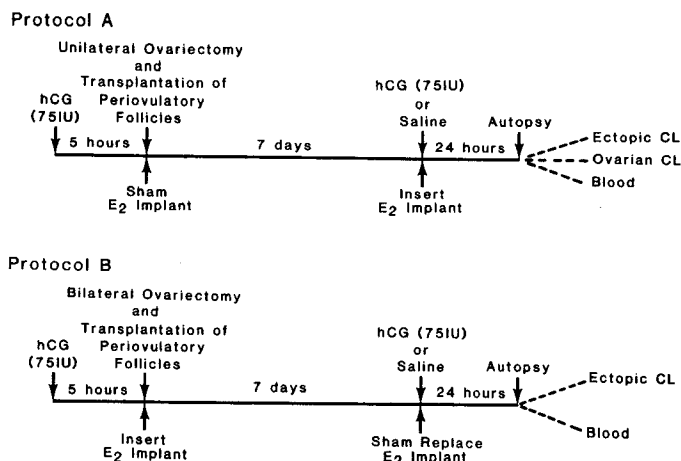 Protocol A
Unilateral Ovariectomy
and
Transplantation of
Periovulatory
Follicles
hCG
(75IU)
5 hours
7 days
hCG (75IU)
or
Saline
24 hours
Autopsy
Ectopic CL
Ovarian CL
Blood
Sham
E2 Implant
Insert
E2 Implant
Protocol B
Bilateral Ovariectomy
and
Transplantation of
Periovulatory
Follicles
hCG
(75IU)
5 hours
7 days
hCG (75IU)
or
Saline
24 hours
Autopsy
Ectopic CL
Blood
Insert
E2 Implant
Sham Replace
E2 Implant